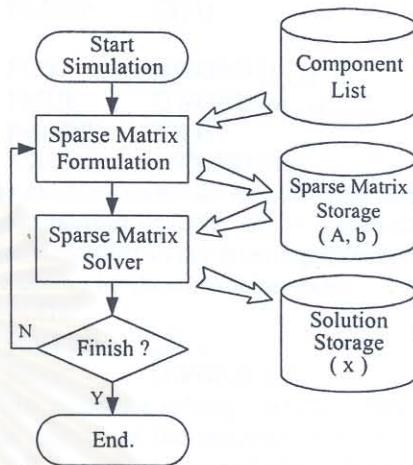 Start
Simulation
Component
List
Sparse Matrix
Formulation
Sparse Matrix
Storage
( A, b )
Sparse Matrix
Solver
Solution
Storage
( x )
N
Finish ?
Y
End.